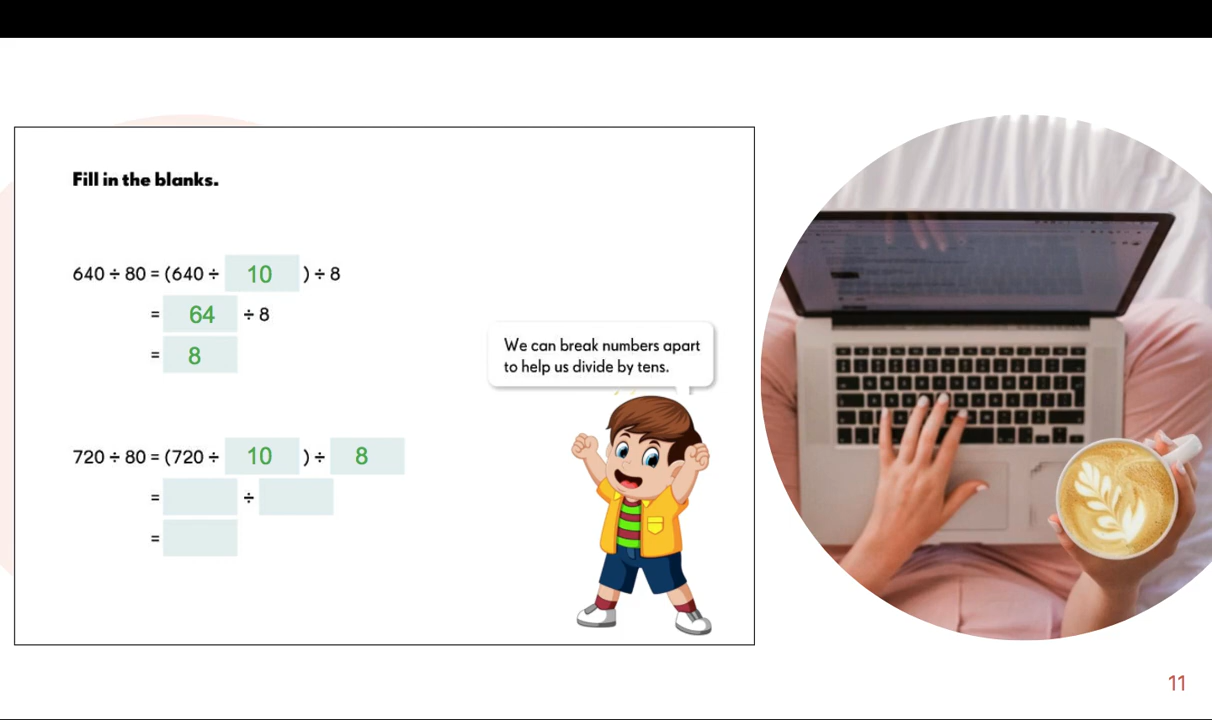 Fill in the blanks.
640 ÷ 80 = (640 ÷ 10 ) ÷ 8
= 64 ÷ 8
= 8
We can break numbers apart
to help us divide by tens.
720 ÷ 80 = (720 ÷ 10 ) ÷ 8
= ÷
=
11